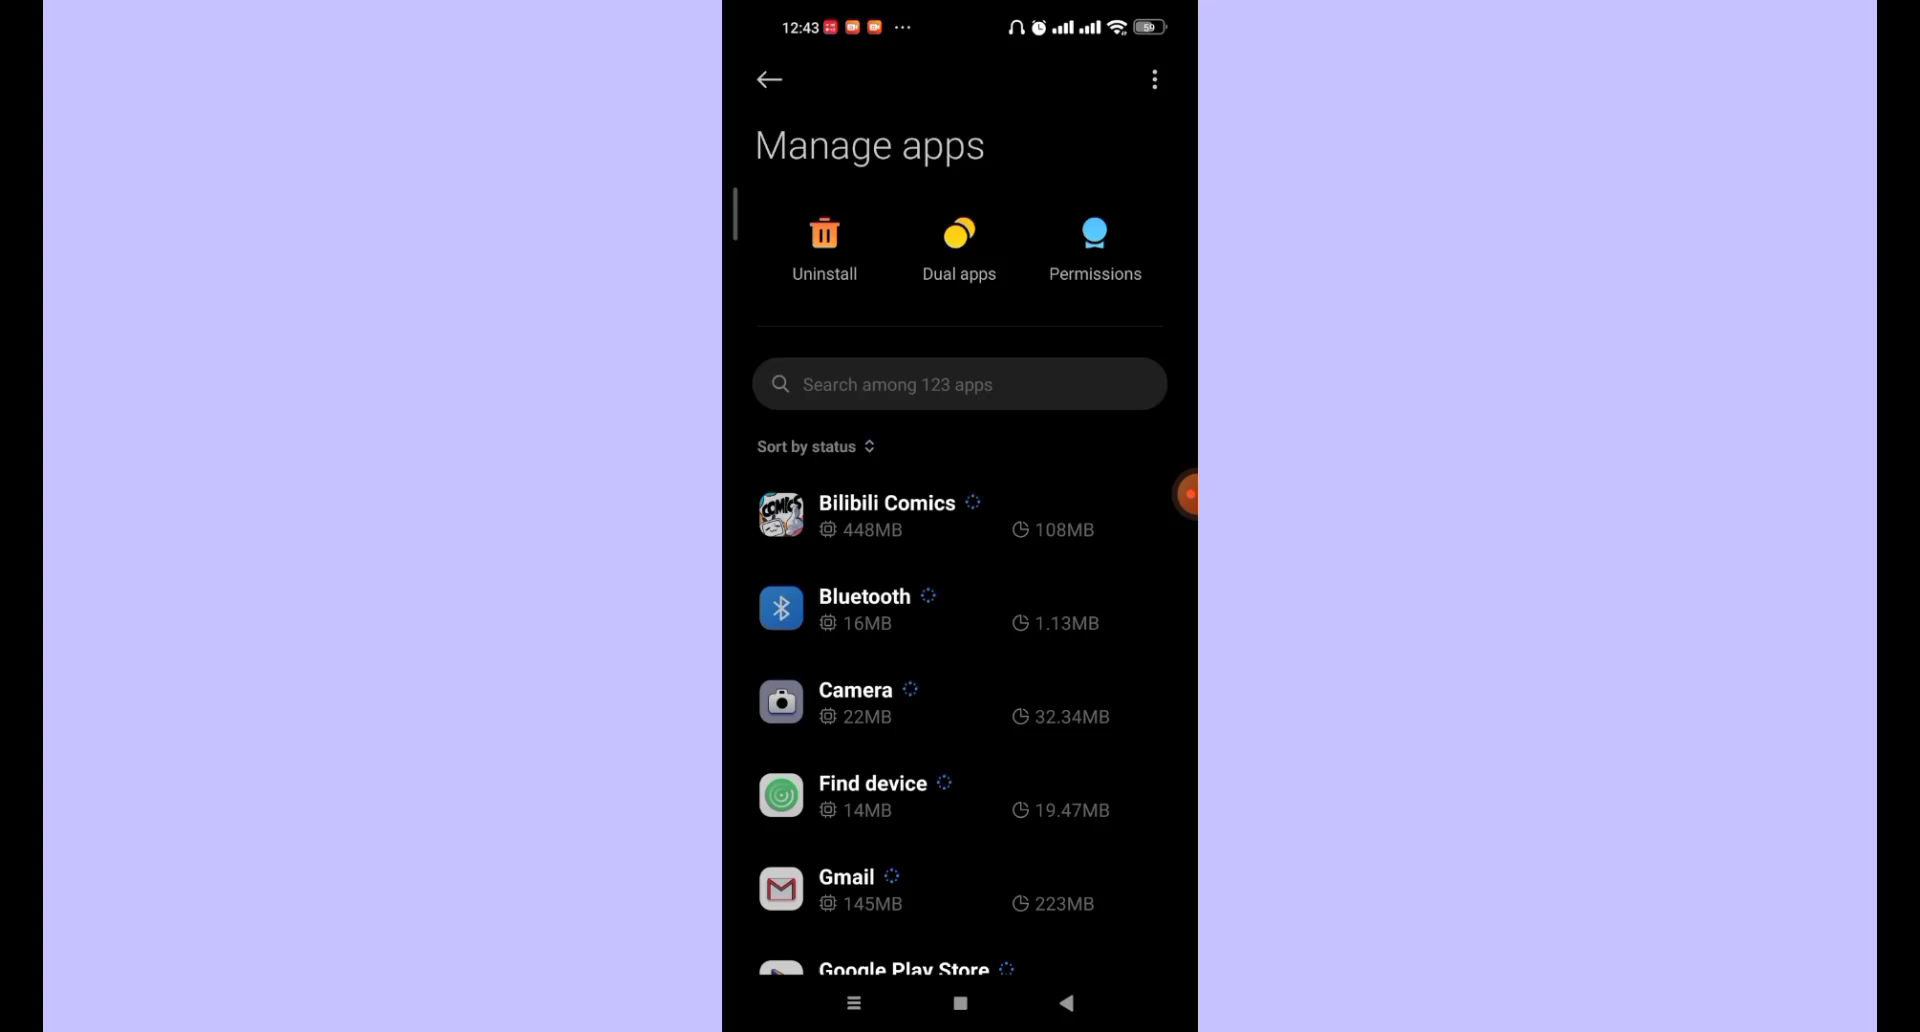 12:43 59
Manage apps
Uninstall Dual apps Permissions
Search among 123 apps
Sort by status
COMICS
Bilibili Comics
448MB 108MB
Bluetooth
16MB 1.13MB
Camera
22MB 32.34MB
Find device
14MB 19.47MB
Gmail
145MB 223MB
Google Play Store